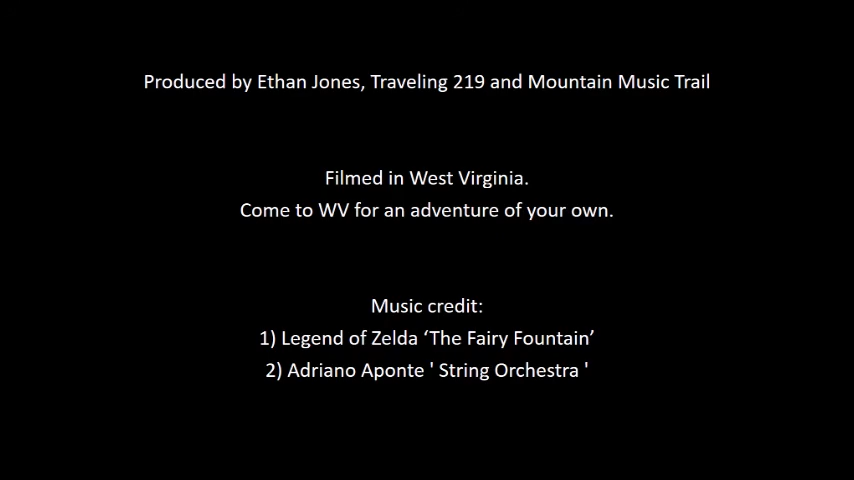 Produced by Ethan Jones, Traveling 219 and Mountain Music Trail
Filmed in West Virginia.
Come to WV for an adventure of your own.
Music credit:
1) Legend of Zelda ‘The Fairy Fountain’
2) Adriano Aponte ' String Orchestra '